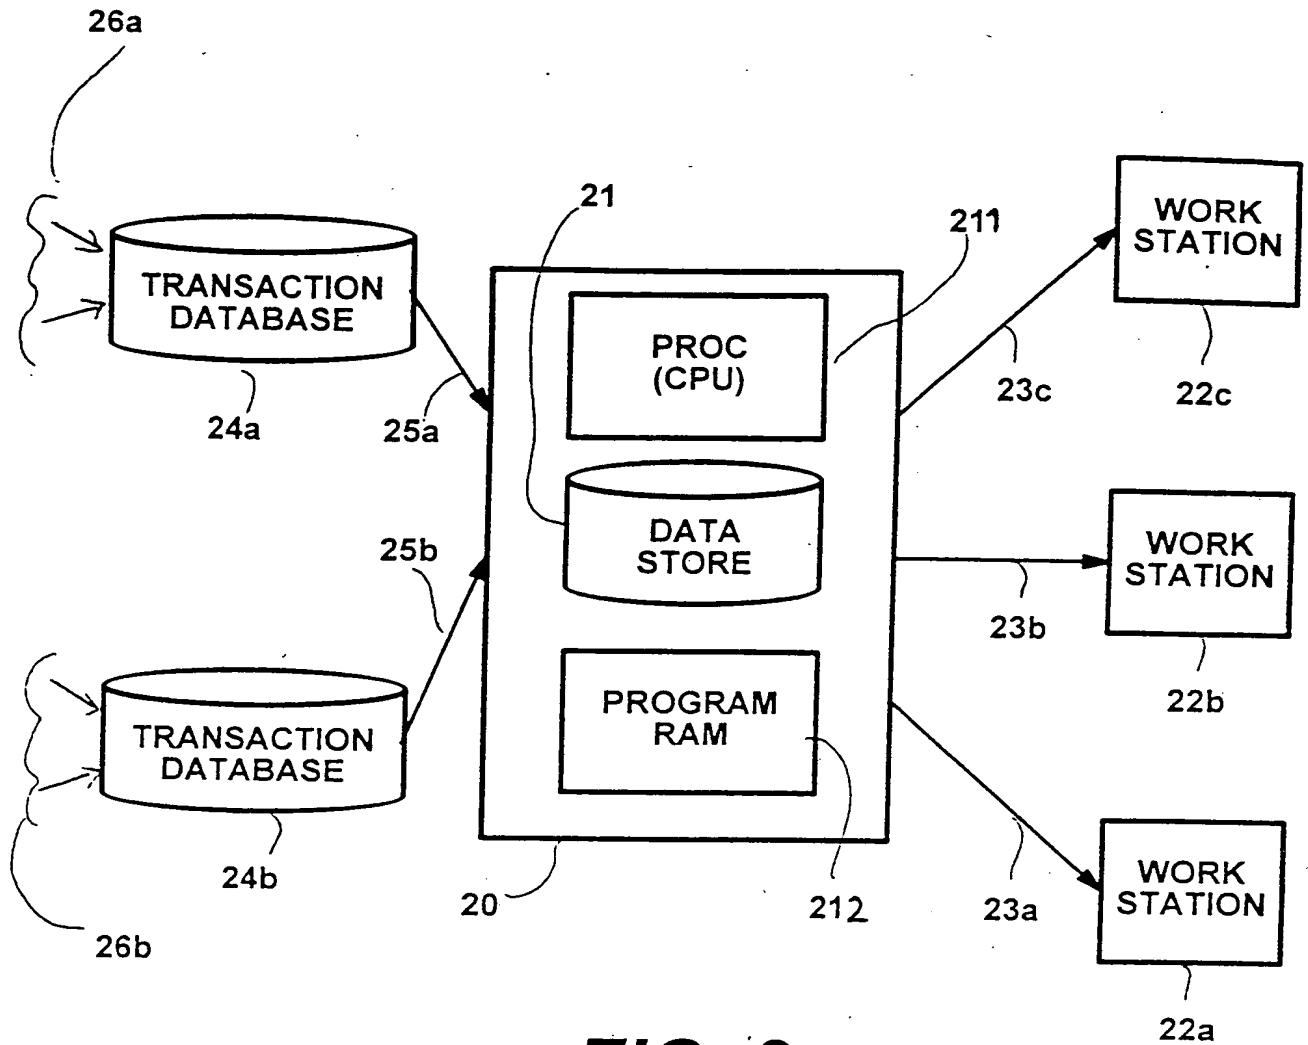 26a
21
211
WORK
STATION
TRANSACTION
DATABASE
PROC
(CPU)
24a
25a
23c
22c
25b
DATA
STORE
WORK
STATION
23b
22b
PROGRAM
RAM
TRANSACTION
DATABASE
24b
20
212
23a
WORK
STATION
26b
22a